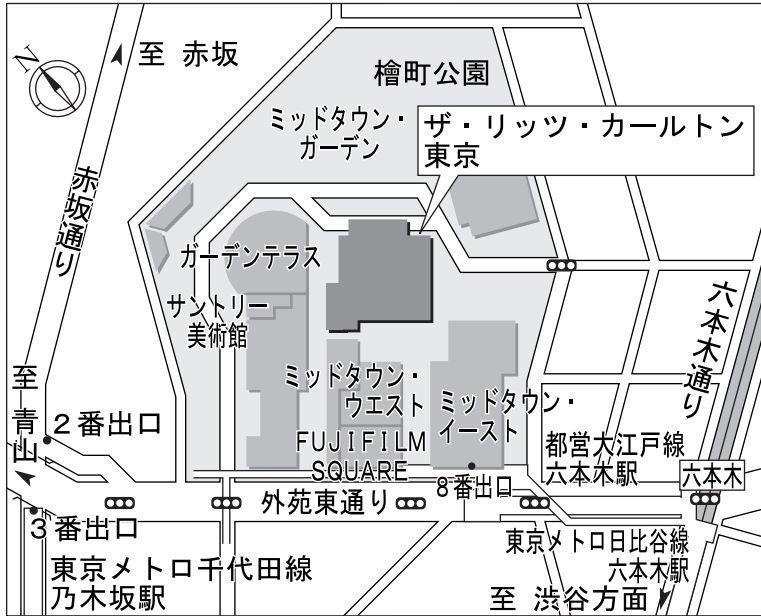 至 赤坂
N
檜町公園
ミッドタウン・
ガーデン
ザ・リッツ・カールトン
東京
赤坂通り
ガーデンテラス
サントリー
美術館
六本木通り
至 青山
2番出口
ミッドタウン・
ウエスト
ミッドタウン・
イースト
FUJIFILM
SQUARE
都営大江戸線
六本木駅
六本木
8番出口
外苑東通り
3番出口
東京メトロ千代田線
乃木坂駅
東京メトロ日比谷線
六本木駅
至 渋谷方面